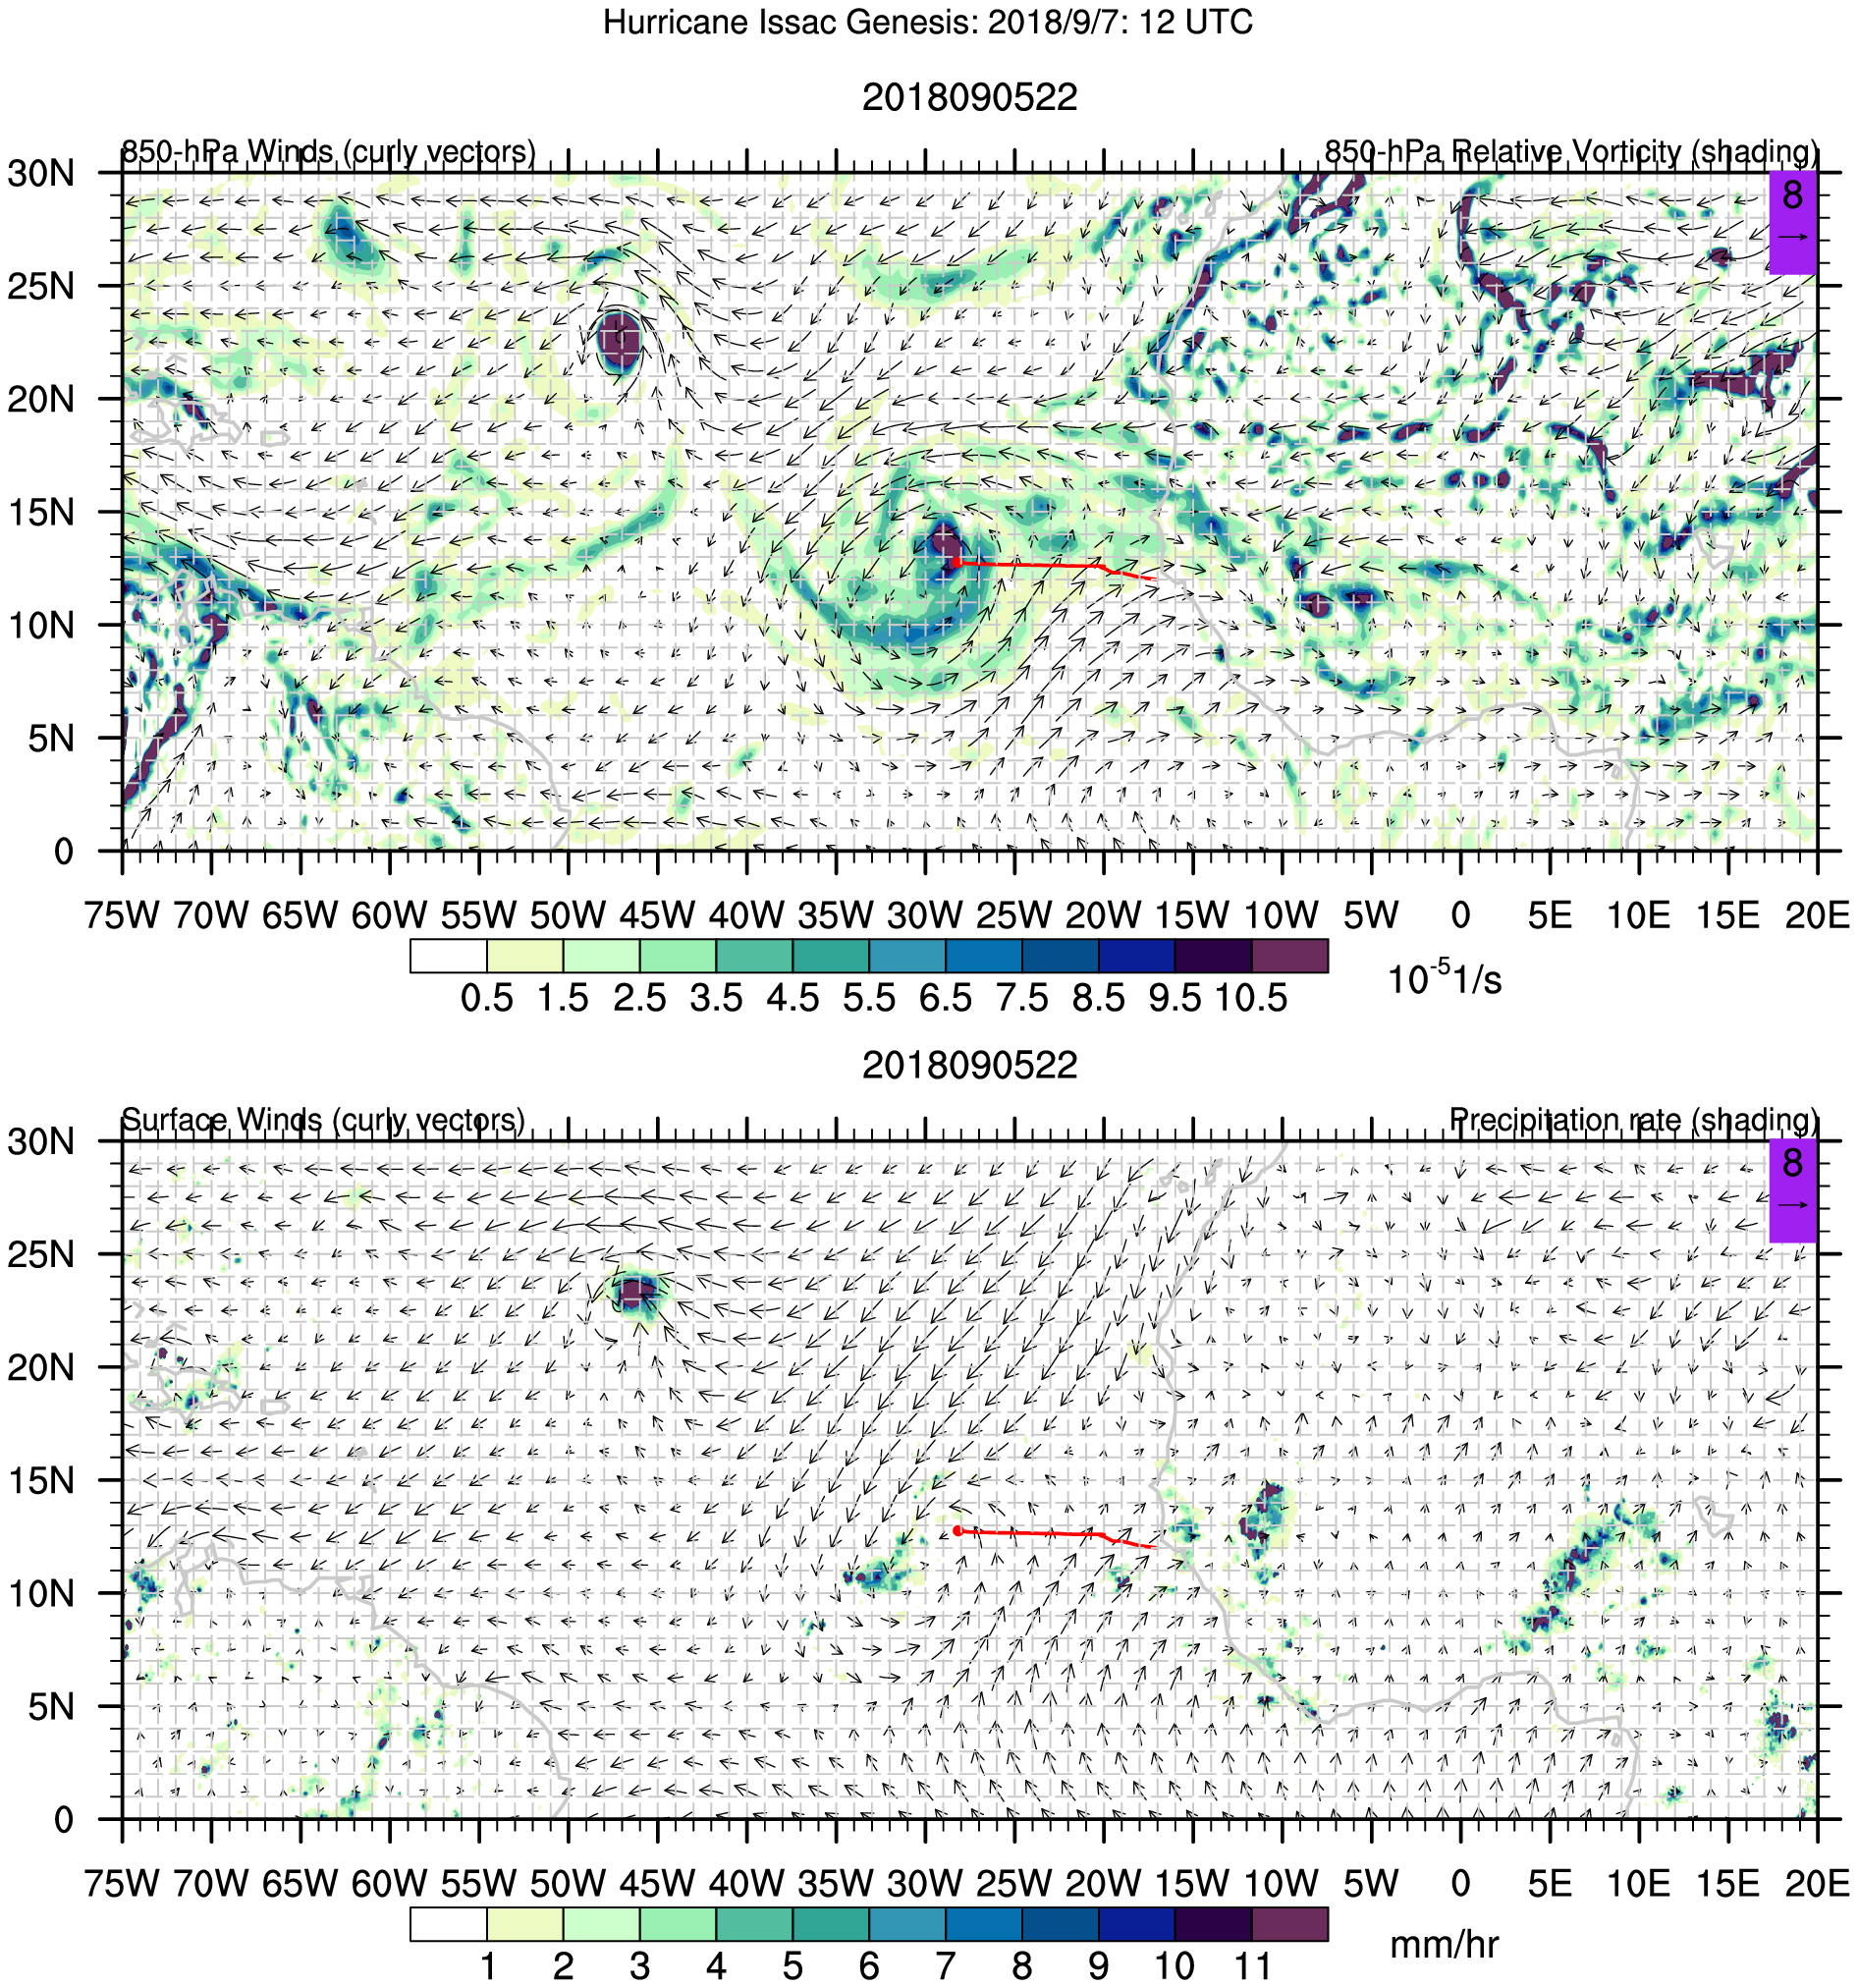 Hurricane Issac Genesis: 2018/9/7: 12 UTC
2018090522
850-hPa Winds (curly vectors) 850-hPa Relative Vorticity (shading)
8
30N
25N
20N
15N
10N
5N
0
75W 70W 65W 60W 55W 50W 45W 40W 35W 30W 25W 20W 15W 10W 5W 0 5E 10E 15E 20E
0.5 1.5 2.5 3.5 4.5 5.5 6.5 7.5 8.5 9.5 10.5
10⁻⁵1/s
2018090522
Surface Winds (curly vectors) Precipitation rate (shading)
8
30N
25N
20N
15N
10N
5N
0
75W 70W 65W 60W 55W 50W 45W 40W 35W 30W 25W 20W 15W 10W 5W 0 5E 10E 15E 20E
1 2 3 4 5 6 7 8 9 10 11
mm/hr